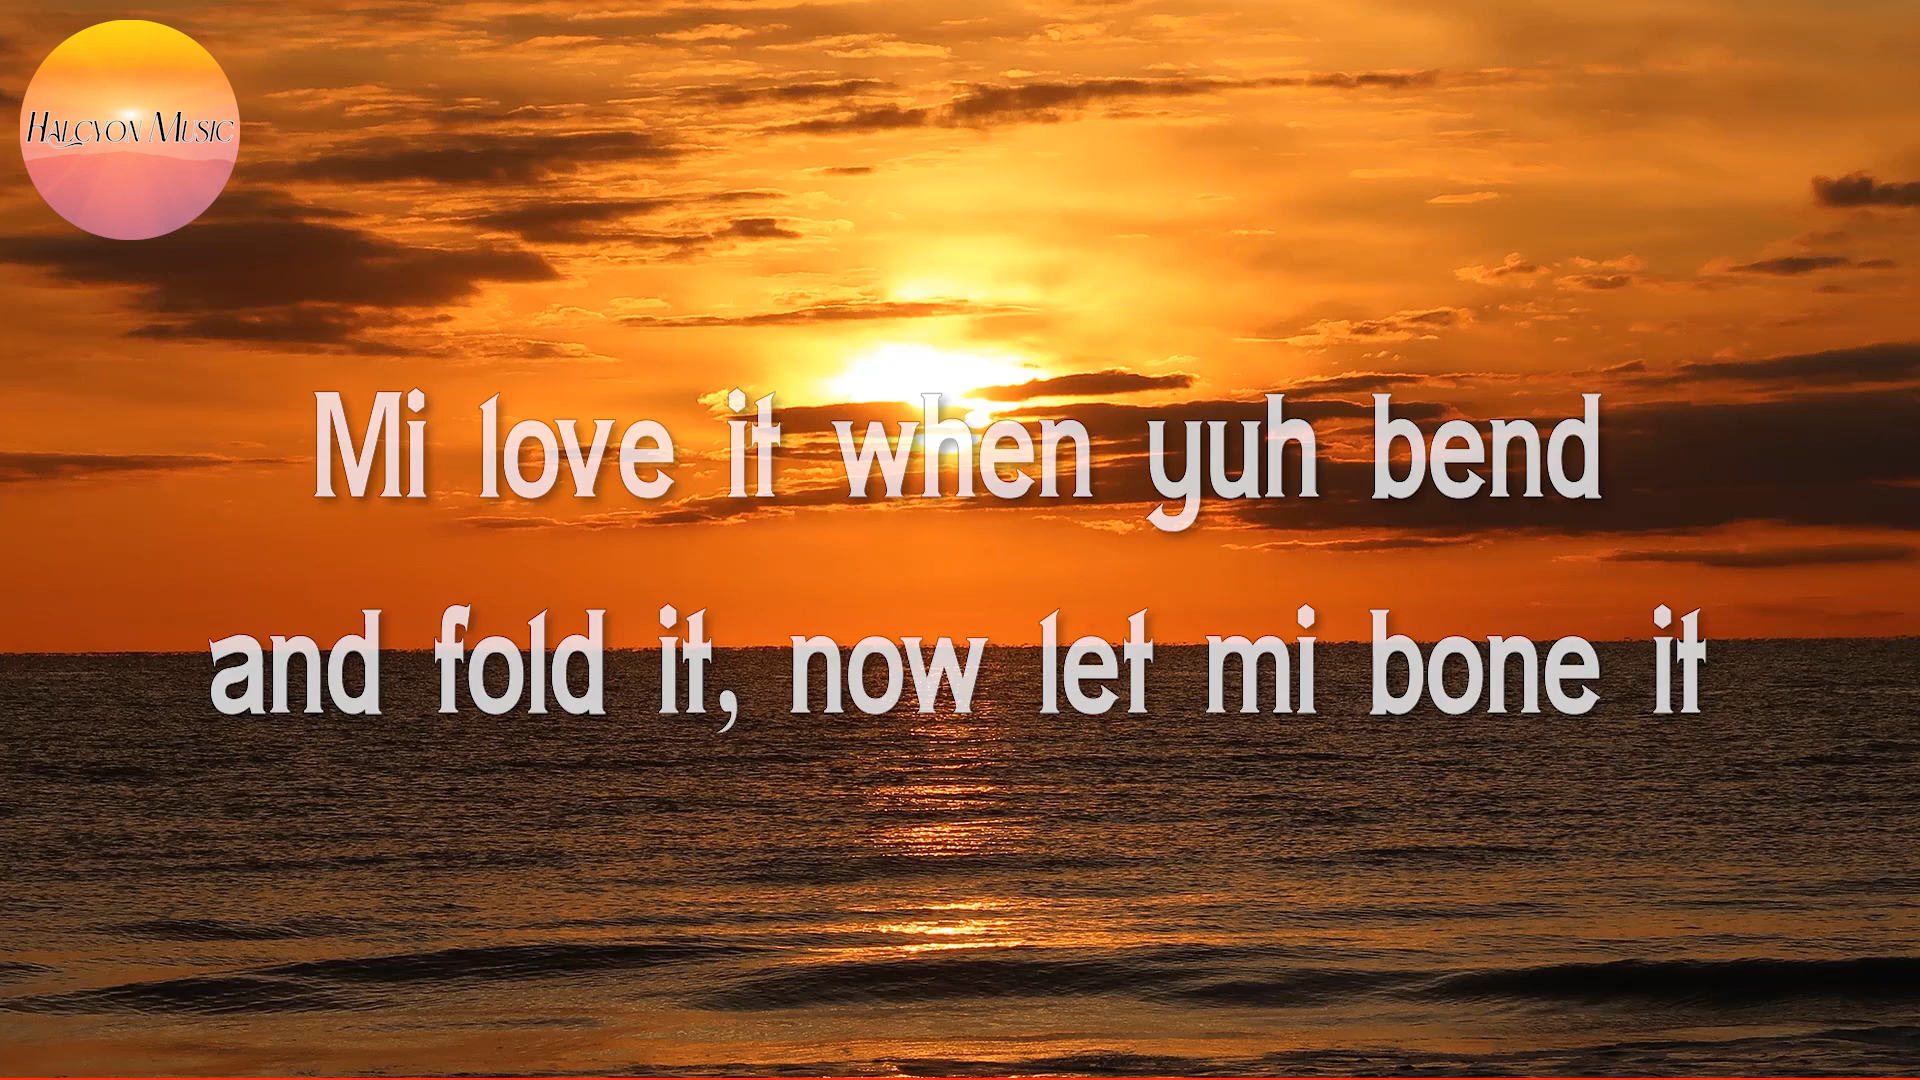 Halcyon Music
Mi love it when yuh bend
and fold it, now let mi bone it